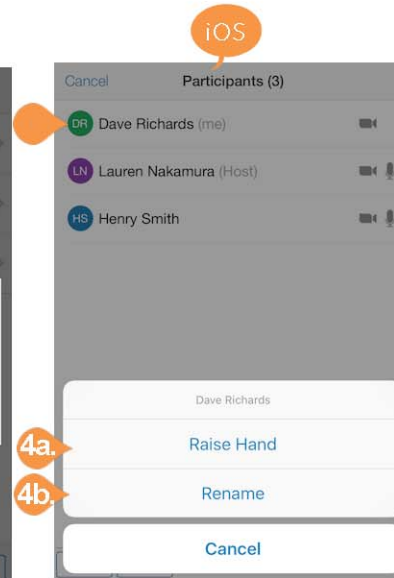 iOS
Cancel Participants (3)
DR Dave Richards (me)
LN Lauren Nakamura (Host)
HS Henry Smith
Dave Richards
4a. Raise Hand
4b. Rename
Cancel